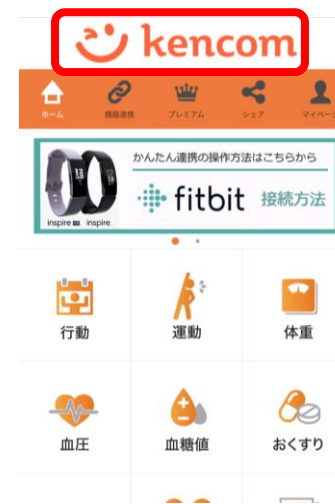 kencom
ホーム 機器連携 プレミアム シェア マイペー
かんたん連携の操作方法はこちらから
fitbit 接続方法
inspire HR inspire
行動 運動 体重
血圧 血糖値 おくすり